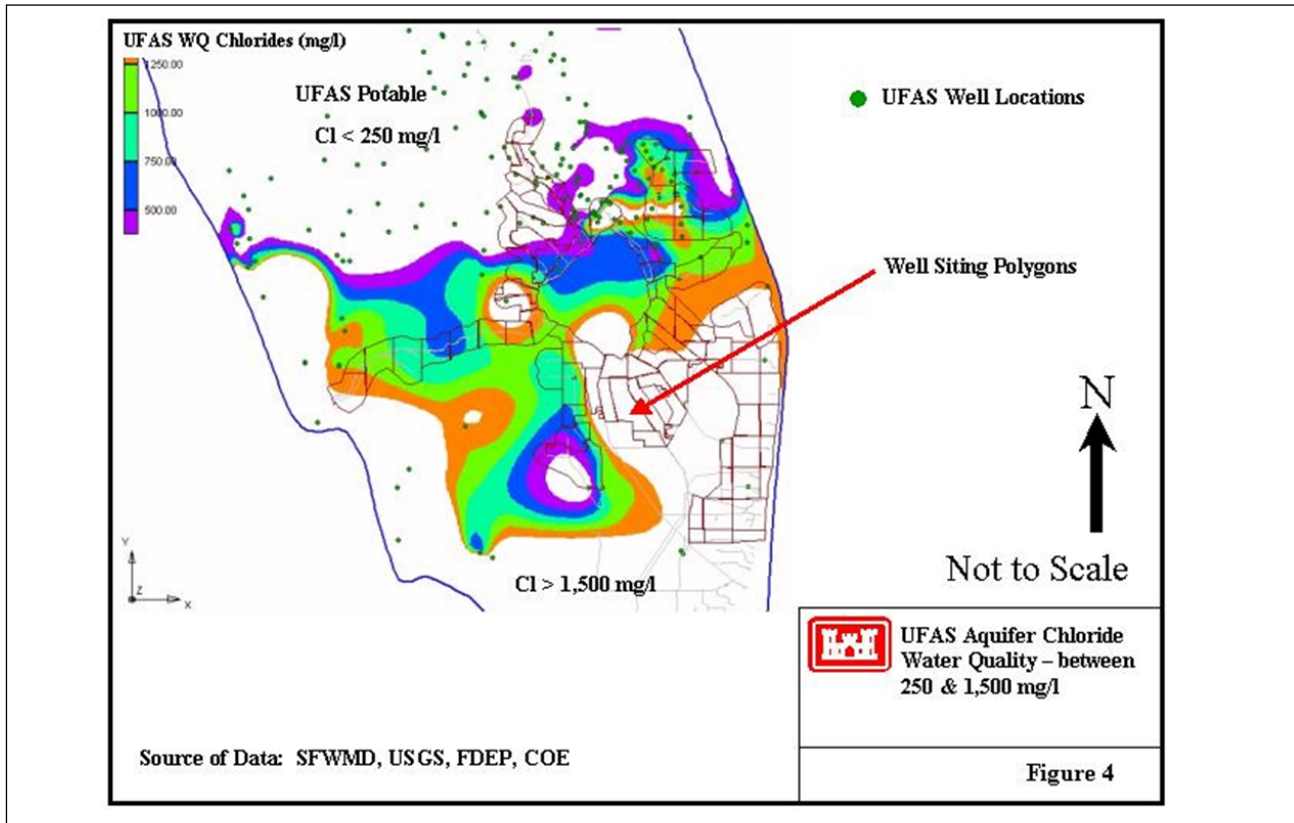 UFAS WQ Chlorides (mg/l)
1250.00
1000.00
750.00
500.00
UFAS Potable
Cl < 250 mg/l
UFAS Well Locations
Well Siting Polygons
N
Not to Scale
Y
Z
X
Cl > 1,500 mg/l
UFAS Aquifer Chloride
Water Quality – between
250 & 1,500 mg/l
Source of Data: SFWMD, USGS, FDEP, COE
Figure 4